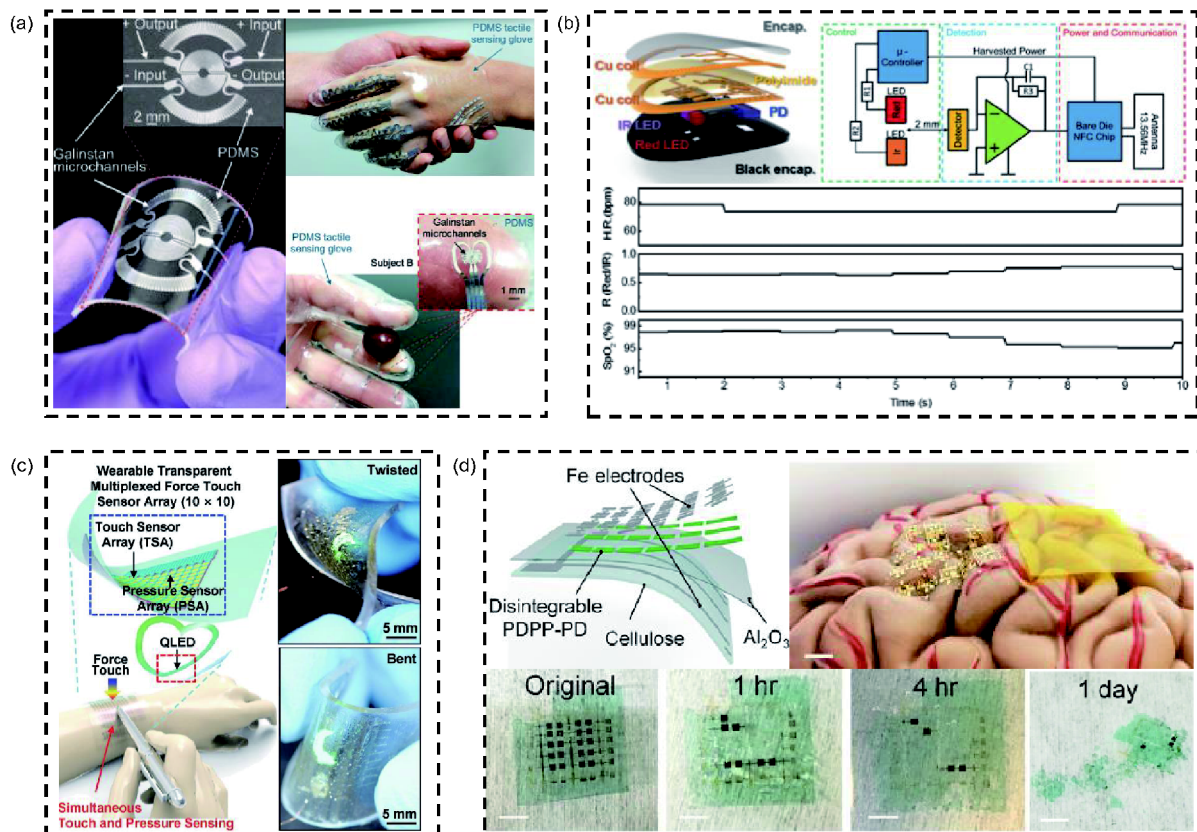 (a)
+ Output
+ Input
- Input
- Output
2 mm
Galinstan
microchannels
PDMS
PDMS tactile
sensing glove
PDMS tactile
sensing glove
Subject B
Galinstan
microchannels
PDMS
1 mm
(b)
Encap.
Cu coil
Polyimide
Cu coil
PD
IR LED
Red LED
Black encap.
Control
Detection
Power and Communication
μ-
Controller
Harvested Power
C1
R3
R1
LED
Red
R2
LED
Ir
2 mm
Detector
Bare Die
NFC Chip
Antenna
13.56MHz
H.R. (bpm)
80
60
R (Red/IR)
1.0
0.5
0.0
SpO2 (%)
99
95
91
1 2 3 4 5 6 7 8 9 10
Time (s)
(c)
Wearable Transparent
Multiplexed Force Touch
Sensor Array (10 × 10)
Touch Sensor
Array (TSA)
Pressure Sensor
Array (PSA)
QLED
Force
Touch
Simultaneous
Touch and Pressure Sensing
Twisted
5 mm
Bent
5 mm
(d)
Fe electrodes
Disintegrable
PDPP-PD
Cellulose
Al2O3
Original
1 hr
4 hr
1 day